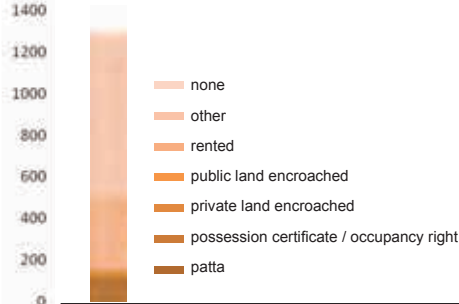 1400
1200
1000
800
600
400
200
0
none
other
rented
public land encroached
private land encroached
possession certificate / occupancy right
patta